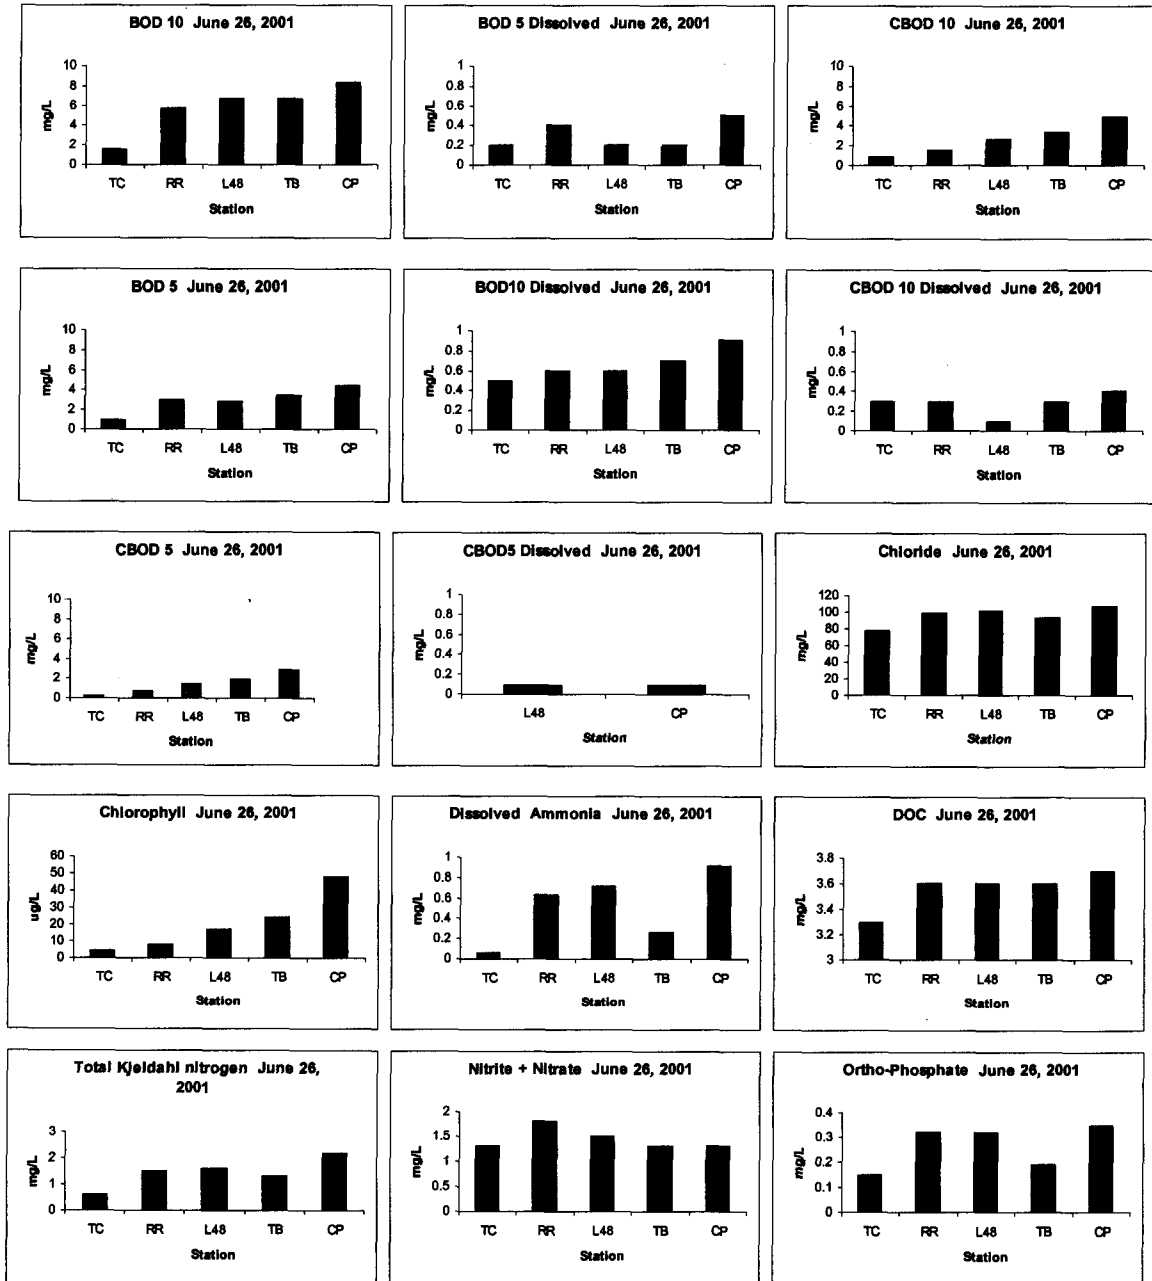 BOD 10 June 26, 2001
10
8
6
4
2
0
mg/L
TC RR L48 TB CP
Station
BOD 5 Dissolved June 26, 2001
1
0.8
0.6
0.4
0.2
0
mg/L
TC RR L48 TB CP
Station
CBOD 10 June 26, 2001
10
8
6
4
2
0
mg/L
TC RR L48 TB CP
Station
BOD 5 June 26, 2001
10
8
6
4
2
0
mg/L
TC RR L48 TB CP
Station
BOD10 Dissolved June 26, 2001
1
0.8
0.6
0.4
0.2
0
mg/L
TC RR L48 TB CP
Station
CBOD 10 Dissolved June 26, 2001
1
0.8
0.6
0.4
0.2
0
mg/L
TC RR L48 TB CP
Station
CBOD 5 June 26, 2001
10
8
6
4
2
0
mg/L
TC RR L48 TB CP
Station
CBOD5 Dissolved June 26, 2001
1
0.8
0.6
0.4
0.2
0
mg/L
L48 CP
Station
Chloride June 26, 2001
120
100
80
60
40
20
0
mg/L
TC RR L48 TB CP
Station
Chlorophyll June 26, 2001
60
50
40
30
20
10
0
ug/L
TC RR L48 TB CP
Station
Dissolved Ammonia June 26, 2001
1
0.8
0.6
0.4
0.2
0
mg/L
TC RR L48 TB CP
Station
DOC June 26, 2001
3.8
3.6
3.4
3.2
3
mg/L
TC RR L48 TB CP
Station
Total Kjeldahl nitrogen June 26,
2001
3
2
1
0
mg/L
TC RR L48 TB CP
Station
Nitrite + Nitrate June 26, 2001
2
1.5
1
0.5
0
mg/L
TC RR L48 TB CP
Station
Ortho-Phosphate June 26, 2001
0.4
0.3
0.2
0.1
0
mg/L
TC RR L48 TB CP
Station